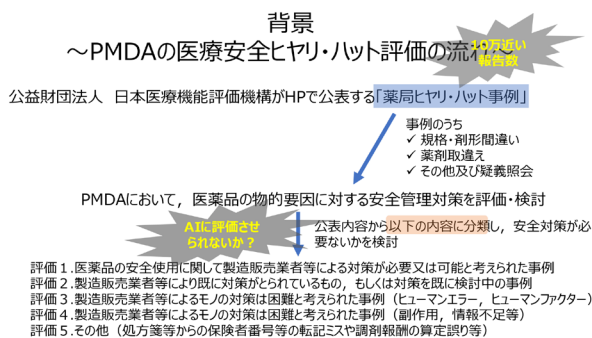 背景
～PMDAの医療安全ヒヤリ・ハット評価の流れ～
10万近い
報告数
公益財団法人　日本医療機能評価機構がHPで公表する「薬局ヒヤリ・ハット事例」
事例のうち
✓ 規格・剤形間違い
✓ 薬剤取違え
✓ その他及び疑義照会
PMDAにおいて，医薬品の物的要因に対する安全管理対策を評価・検討
AIに評価させ
られないか？
公表内容から以下の内容に分類し，安全対策が必
要ないかを検討
評価１．医薬品の安全使用に関して製造販売業者等による対策が必要又は可能と考えられた事例
評価２．製造販売業者等により既に対策がとられているもの，もしくは対策を既に検討中の事例
評価３．製造販売業者等によるモノの対策は困難と考えられた事例（ヒューマンエラー，ヒューマンファクター）
評価４．製造販売業者等によるモノの対策は困難と考えられた事例（副作用，情報不足等）
評価５．その他（処方箋等からの保険者番号等の転記ミスや調剤報酬の算定誤り等）